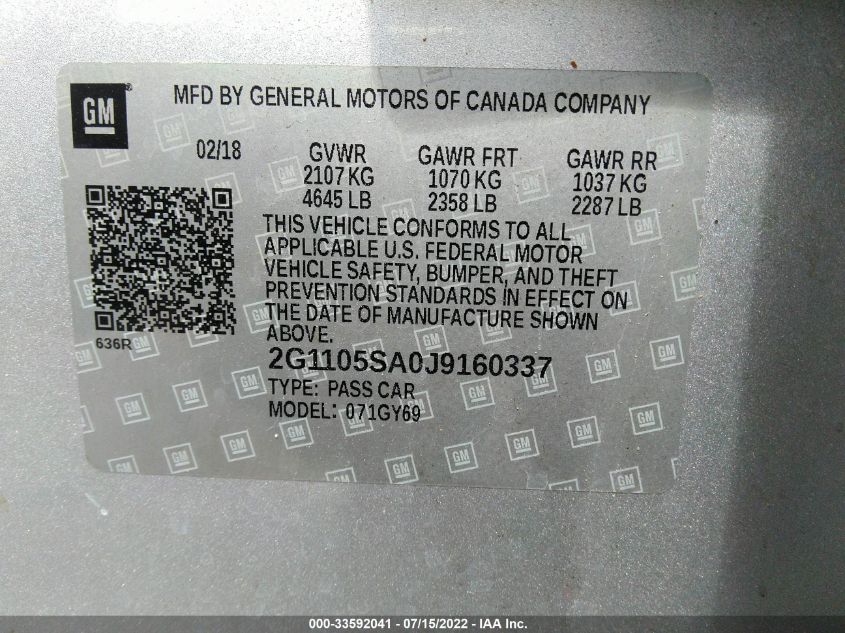 GM
MFD BY GENERAL MOTORS OF CANADA COMPANY
02/18 GVWR GAWR FRT GAWR RR
2107 KG 1070 KG 1037 KG
4645 LB 2358 LB 2287 LB
THIS VEHICLE CONFORMS TO ALL
APPLICABLE U.S. FEDERAL MOTOR
VEHICLE SAFETY, BUMPER, AND THEFT
PREVENTION STANDARDS IN EFFECT ON
THE DATE OF MANUFACTURE SHOWN
ABOVE.
636R
2G1105SA0J9160337
TYPE: PASS CAR
MODEL: 071GY69
000-33592041 - 07/15/2022 - IAA Inc.